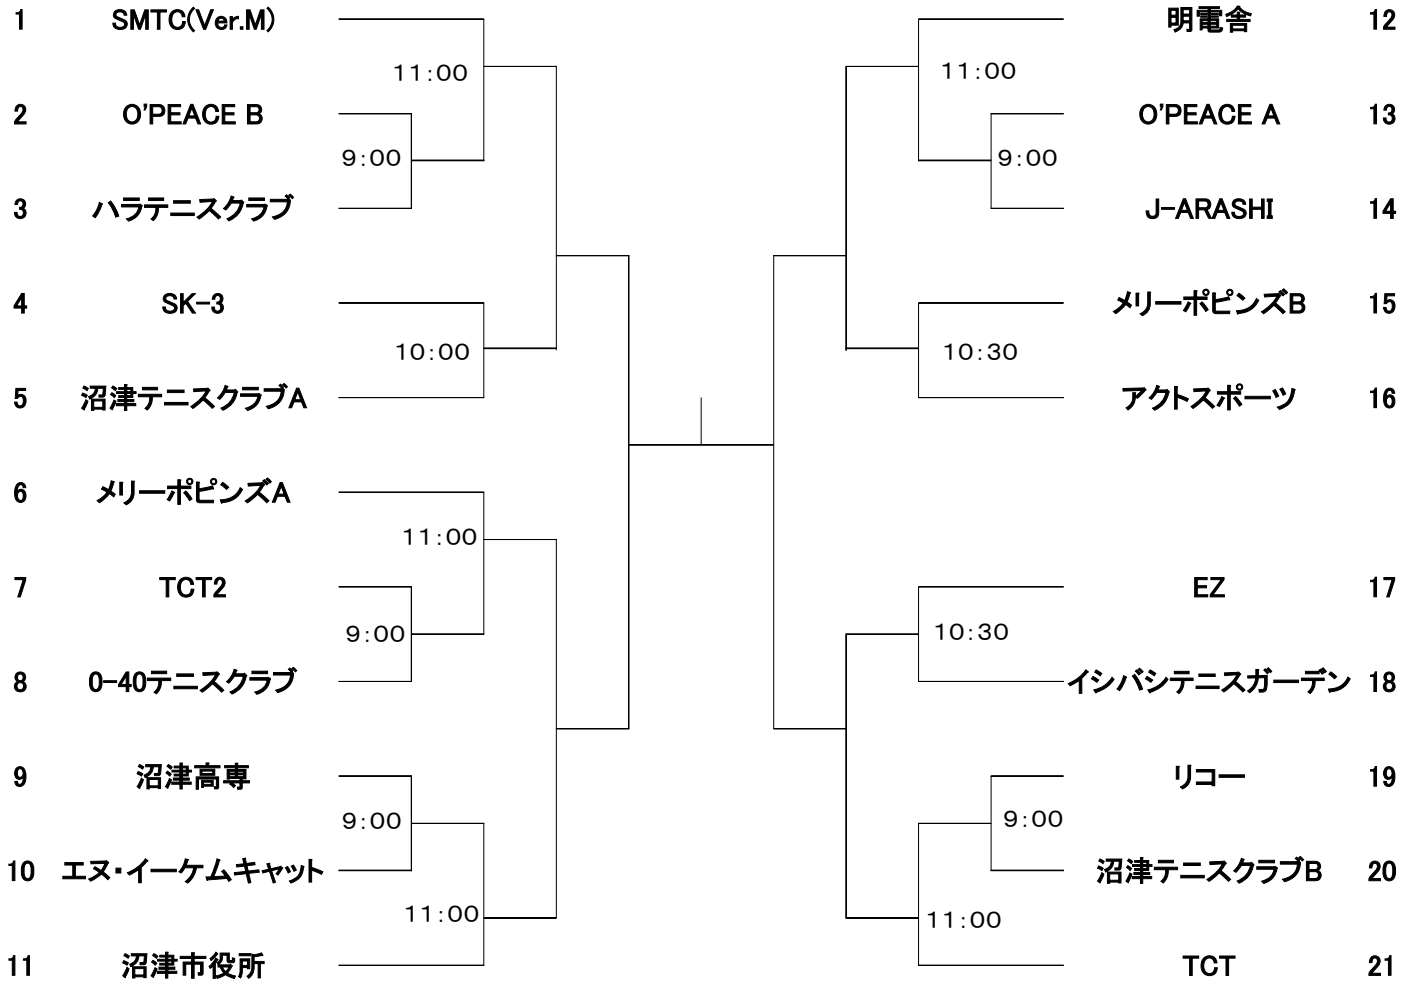 1 SMTC(Ver.M)
11:00
2 O'PEACE B
9:00
3 ハラテニスクラブ
4 SK-3
10:00
5 沼津テニスクラブA
6 メリーポピンズA
11:00
7 TCT2
9:00
8 0-40テニスクラブ
9 沼津高専
9:00
10 エヌ・イーケムキャット
11:00
11 沼津市役所
明電舎 12
11:00
O'PEACE A 13
9:00
J-ARASHI 14
メリーポピンズB 15
10:30
アクトスポーツ 16
EZ 17
10:30
イシバシテニスガーデン 18
リコー 19
9:00
沼津テニスクラブB 20
11:00
TCT 21